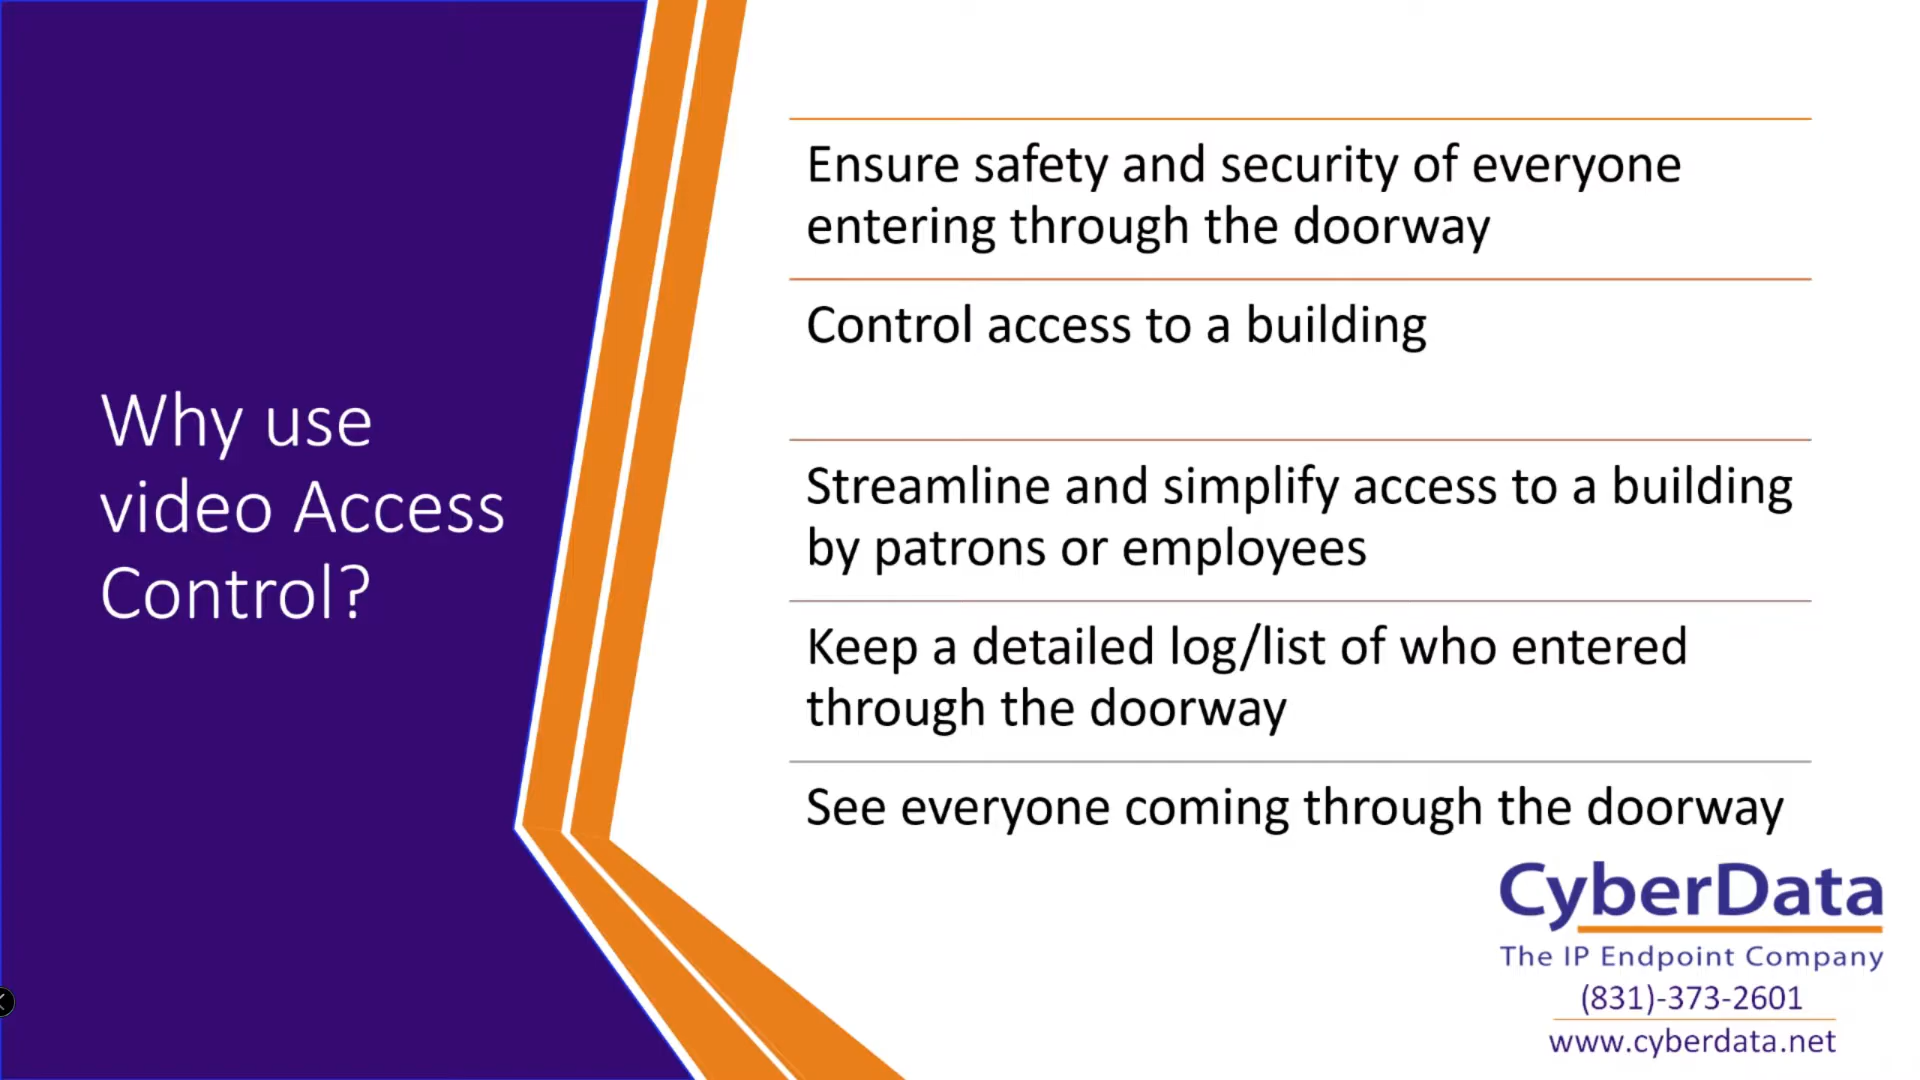 Why use
video Access
Control?
Ensure safety and security of everyone
entering through the doorway
Control access to a building
Streamline and simplify access to a building
by patrons or employees
Keep a detailed log/list of who entered
through the doorway
See everyone coming through the doorway
CyberData
The IP Endpoint Company
(831)-373-2601
www.cyberdata.net